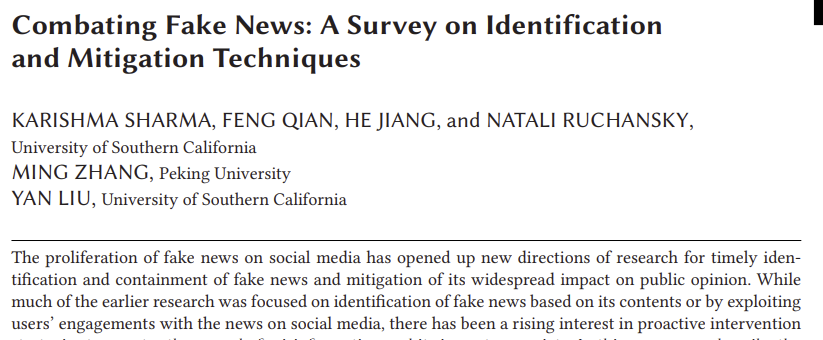 Combating Fake News: A Survey on Identification
and Mitigation Techniques
KARISHMA SHARMA, FENG QIAN, HE JIANG, and NATALI RUCHANSKY,
University of Southern California
MING ZHANG, Peking University
YAN LIU, University of Southern California
The proliferation of fake news on social media has opened up new directions of research for timely iden-
tification and containment of fake news and mitigation of its widespread impact on public opinion. While
much of the earlier research was focused on identification of fake news based on its contents or by exploiting
users' engagements with the news on social media, there has been a rising interest in proactive intervention